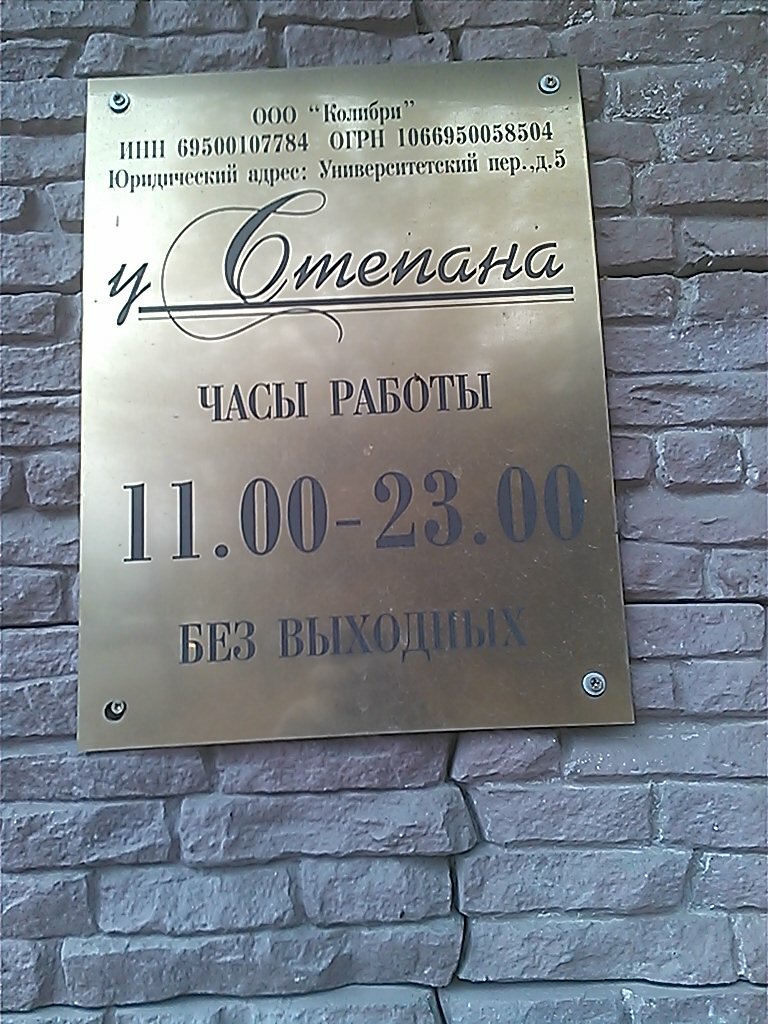 ООО "Колибри"
ИНН 69500107784 ОГРН 1066950058504
Юридический адрес: Университетский пер.,д.5
у Степана
ЧАСЫ РАБОТЫ
11.00-23.00
БЕЗ ВЫХОДНЫХ